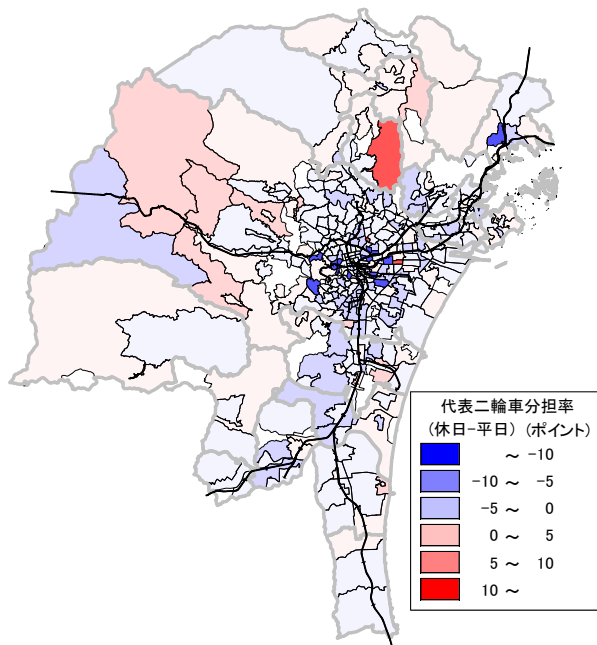 代表二輪車分担率
(休日-平日) (ポイント)
～ -10
-10 ～ -5
-5 ～ 0
0 ～ 5
5 ～ 10
10 ～